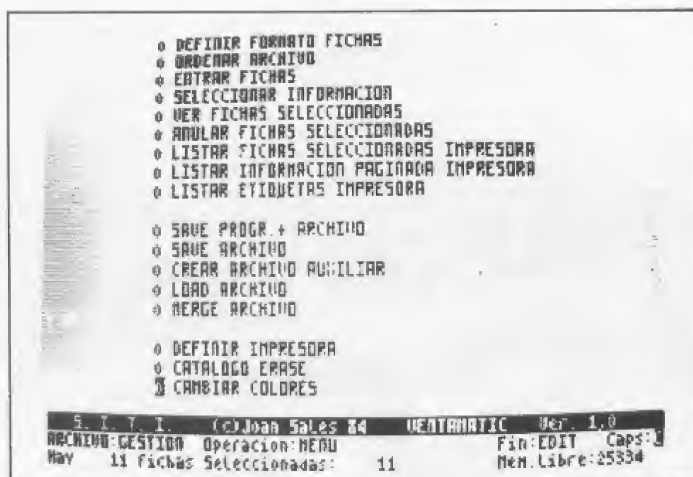 ◊ DEFINIR FORMATO FICHAS
◊ ORDENAR ARCHIVO
◊ ENTRAR FICHAS
◊ SELECCIONAR INFORMACION
◊ VER FICHAS SELECCIONADAS
◊ ANULAR FICHAS SELECCIONADAS
◊ LISTAR FICHAS SELECCIONADAS IMPRESORA
◊ LISTAR INFORMACION PAGINADA IMPRESORA
◊ LISTAR ETIQUETAS IMPRESORA
◊ SAVE PROGR.+ ARCHIVO
◊ SAVE ARCHIVO
◊ CREAR ARCHIVO AUXILIAR
◊ LOAD ARCHIVO
◊ MERGE ARCHIVO
◊ DEFINIR IMPRESORA
◊ CATALOGO ERASE
◊ CAMBIAR COLORES
S. I. T. I. (c)Joan Sales 84 VENTAMATIC Ver. 1.0
ARCHIVO:GESTION Operacion:MENU Fin:EDIT Caps:
Hay 11 fichas Seleccionadas: 11 Mem.Libre:25334